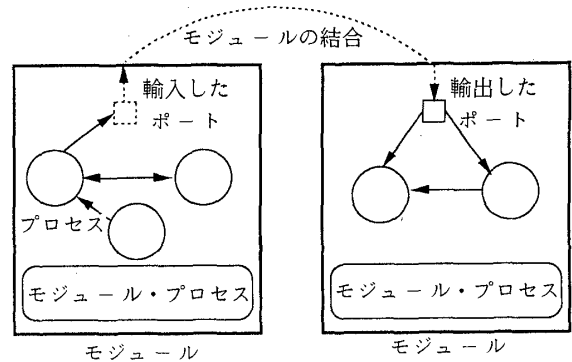 モジュールの結合
輸入した
ポート
輸出した
ポート
プロセス
モジュール・プロセス
モジュール・プロセス
モジュール
モジュール